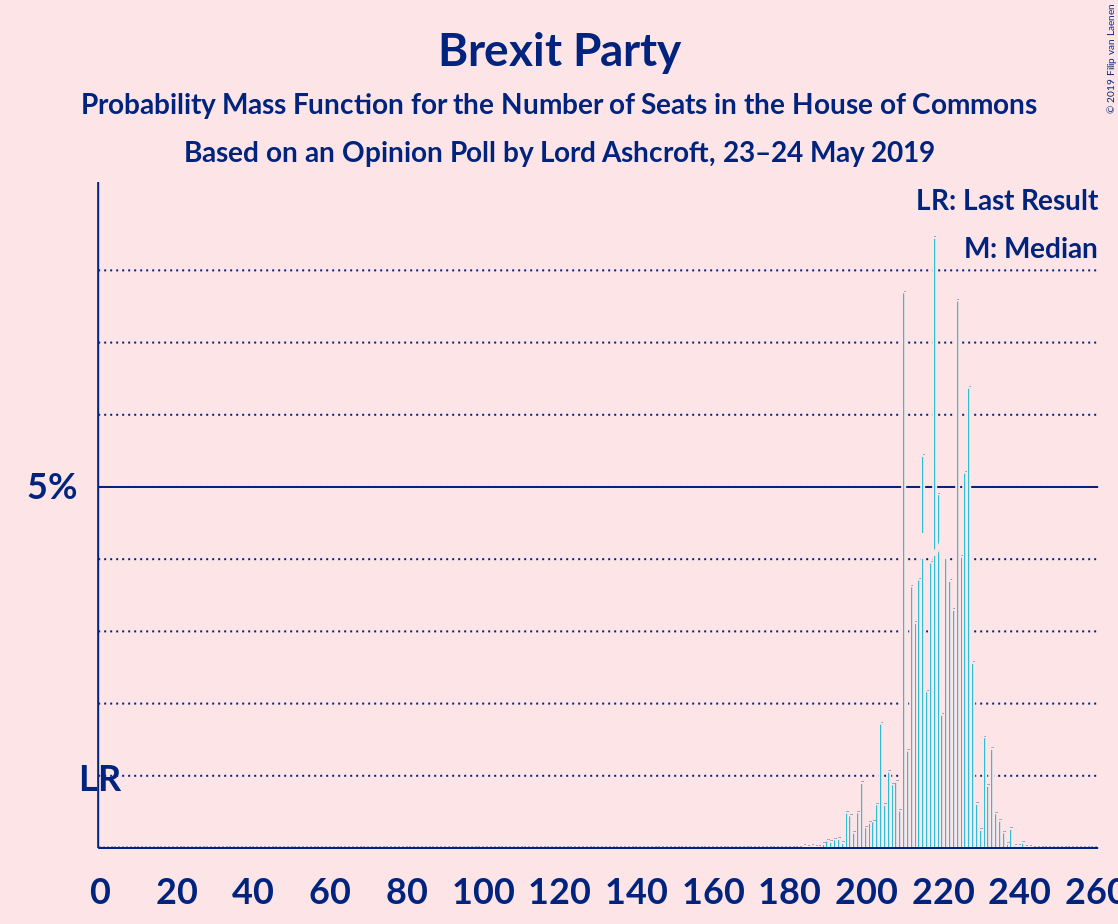 Brexit Party
Probability Mass Function for the Number of Seats in the House of Commons
Based on an Opinion Poll by Lord Ashcroft, 23–24 May 2019
© 2019 Filip van Laenen
LR: Last Result
M: Median
5%
LR
0 20 40 60 80 100 120 140 160 180 200 220 240 260